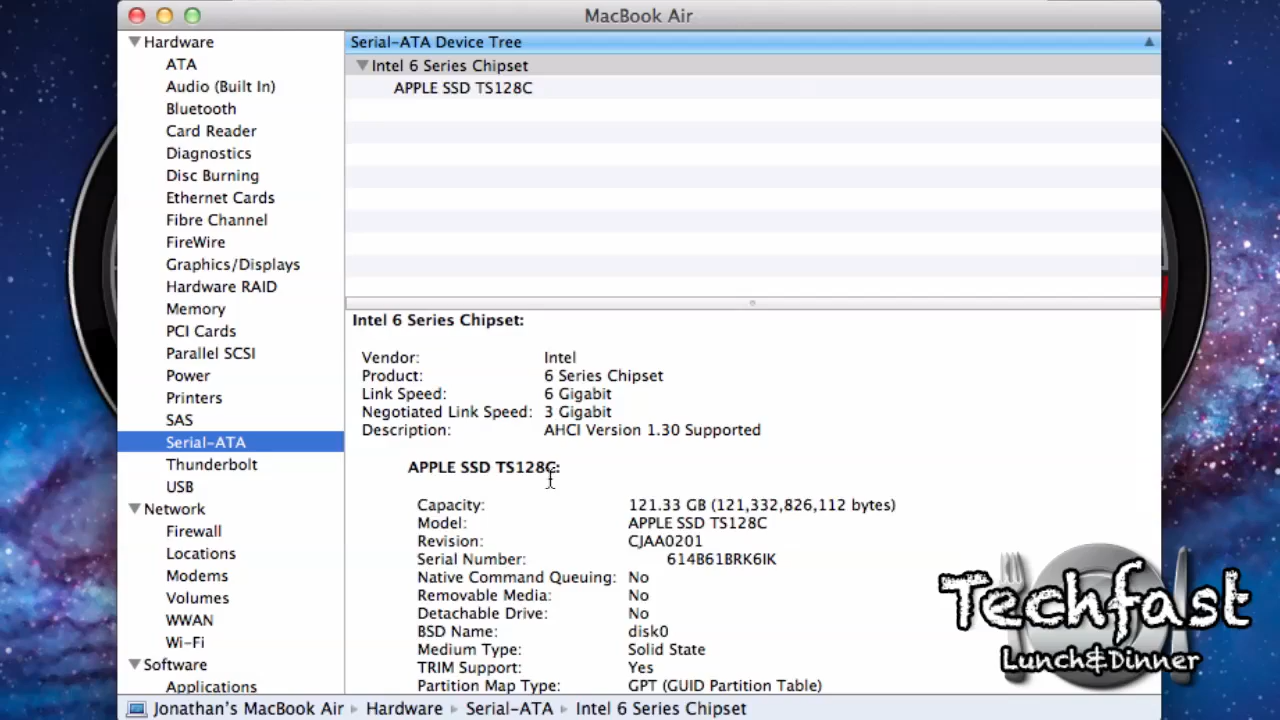 MacBook Air
Hardware
ATA
Audio (Built In)
Bluetooth
Card Reader
Diagnostics
Disc Burning
Ethernet Cards
Fibre Channel
FireWire
Graphics/Displays
Hardware RAID
Memory
PCI Cards
Parallel SCSI
Power
Printers
SAS
Serial-ATA
Thunderbolt
USB
Network
Firewall
Locations
Modems
Volumes
WWAN
Wi-Fi
Software
Applications
Serial-ATA Device Tree
Intel 6 Series Chipset
APPLE SSD TS128C
Intel 6 Series Chipset:
Vendor: Intel
Product: 6 Series Chipset
Link Speed: 6 Gigabit
Negotiated Link Speed: 3 Gigabit
Description: AHCI Version 1.30 Supported
APPLE SSD TS128C:
Capacity: 121.33 GB (121,332,826,112 bytes)
Model: APPLE SSD TS128C
Revision: CJAA0201
Serial Number: 614B61BRK6IK
Native Command Queuing: No
Removable Media: No
Detachable Drive: No
BSD Name: disk0
Medium Type: Solid State
TRIM Support: Yes
Partition Map Type: GPT (GUID Partition Table)
Jonathan's MacBook Air Hardware Serial-ATA Intel 6 Series Chipset
Techfast
Lunch&Dinner